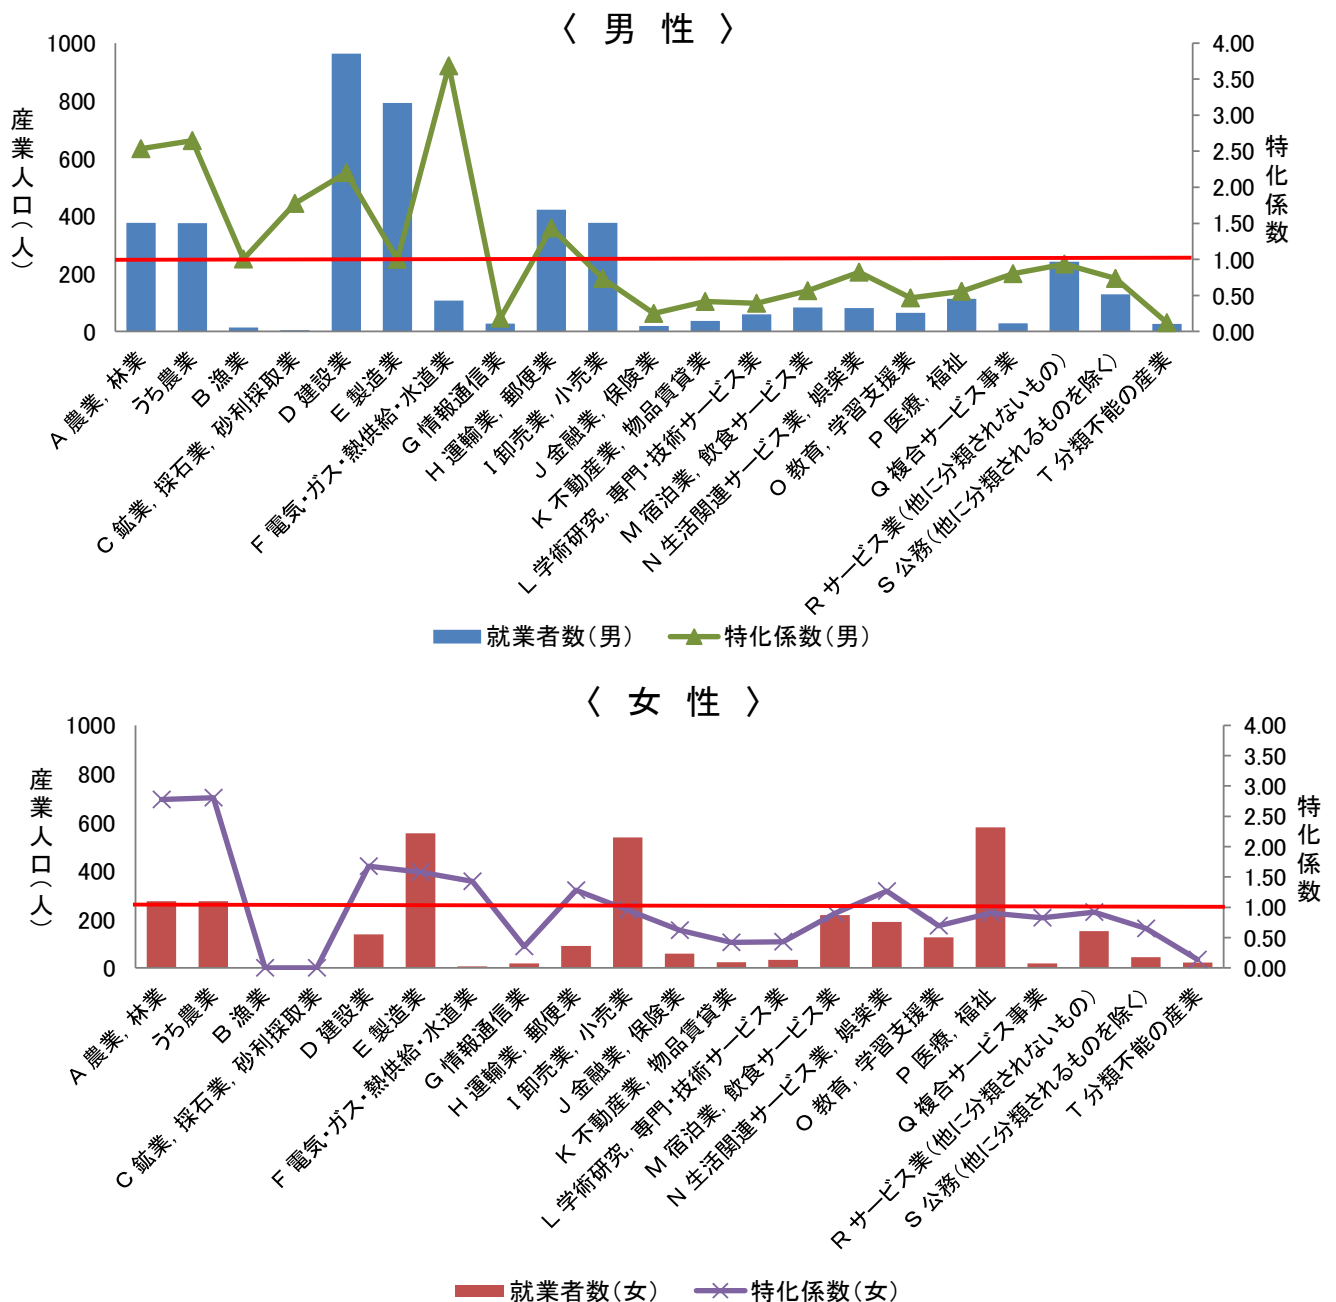 〈 男 性 〉
産業人口(人)
1000
800
600
400
200
0
4.00
3.50
3.00
2.50
2.00
1.50
1.00
0.50
0.00
特化係数
A 農業, 林業
うち農業
B 漁業
C 鉱業, 採石業, 砂利採取業
D 建設業
E 製造業
F 電気・ガス・熱供給・水道業
G 情報通信業
H 運輸業, 郵便業
I 卸売業, 小売業
J 金融業, 保険業
K 不動産業, 物品賃貸業
L 学術研究, 専門・技術サービス業
M 宿泊業, 飲食サービス業
N 生活関連サービス業, 娯楽業
O 教育, 学習支援業
P 医療, 福祉
Q 複合サービス事業
R サービス業(他に分類されないもの)
S 公務(他に分類されるものを除く)
T 分類不能の産業
就業者数(男) 特化係数(男)
〈 女 性 〉
産業人口(人)
1000
800
600
400
200
0
4.00
3.50
3.00
2.50
2.00
1.50
1.00
0.50
0.00
特化係数
A 農業, 林業
うち農業
B 漁業
C 鉱業, 採石業, 砂利採取業
D 建設業
E 製造業
F 電気・ガス・熱供給・水道業
G 情報通信業
H 運輸業, 郵便業
I 卸売業, 小売業
J 金融業, 保険業
K 不動産業, 物品賃貸業
L 学術研究, 専門・技術サービス業
M 宿泊業, 飲食サービス業
N 生活関連サービス業, 娯楽業
O 教育, 学習支援業
P 医療, 福祉
Q 複合サービス事業
R サービス業(他に分類されないもの)
S 公務(他に分類されるものを除く)
T 分類不能の産業
就業者数(女) 特化係数(女)